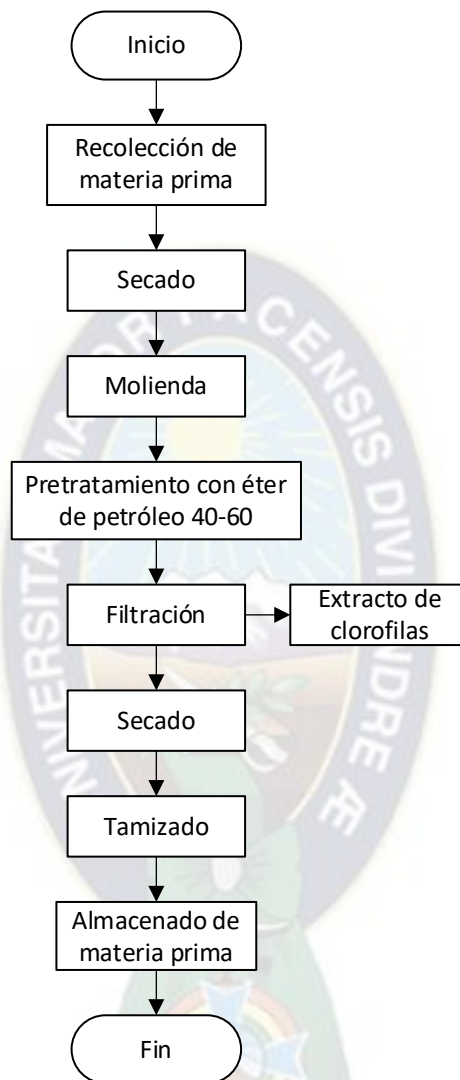 Inicio
Recolección de
materia prima
Secado
Molienda
Pretratamiento con éter
de petróleo 40-60
Filtración
Extracto de
clorofilas
Secado
Tamizado
Almacenado de
materia prima
Fin